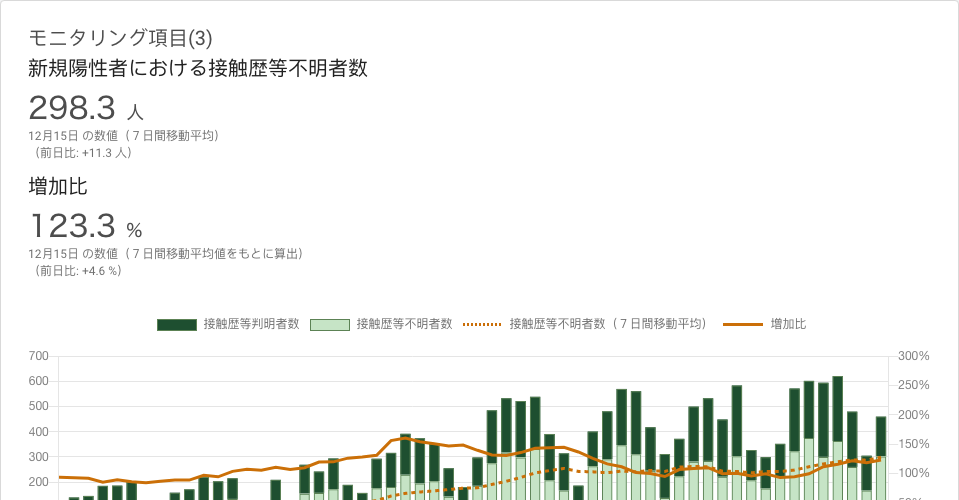 モニタリング項目(3)
新規陽性者における接触歴等不明者数
298.3 人
12月15日 の数値（７日間移動平均）
（前日比: +11.3 人）
増加比
123.3 %
12月15日 の数値（７日間移動平均値をもとに算出）
（前日比: +4.6 %）
接触歴等判明者数 接触歴等不明者数 接触歴等不明者数（７日間移動平均） 増加比
700 300%
600 250%
500 200%
400 150%
300 100%
200